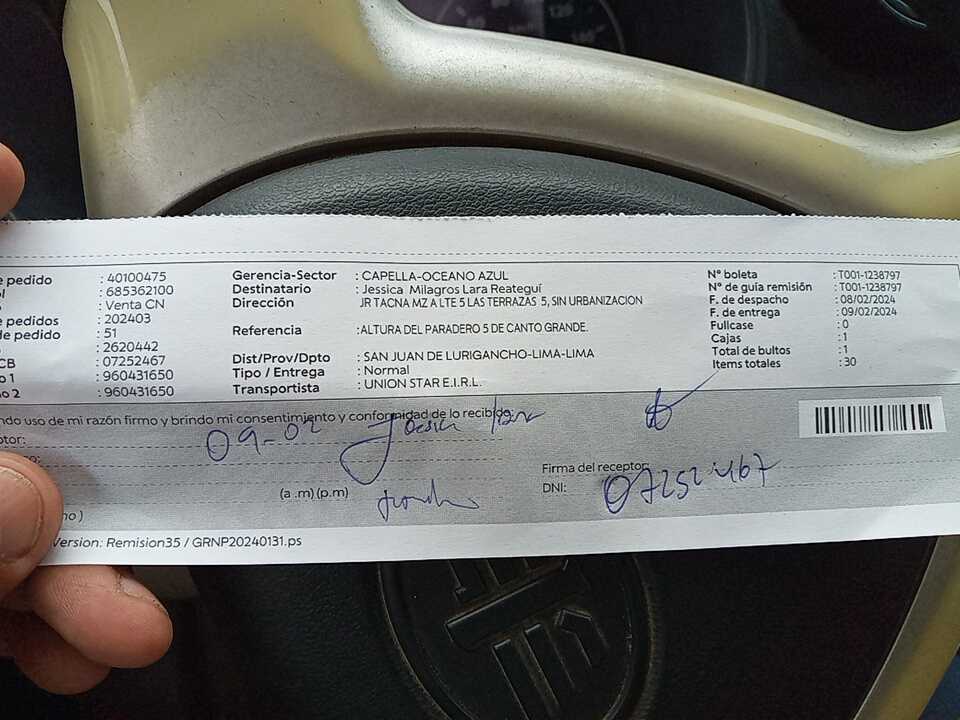 e pedido : 40100475
ol : 685362100
o : Venta CN
e pedidos : 202403
de pedido : 51
: 2620442
CB : 07252467
o 1 : 960431650
no 2 : 960431650
Gerencia-Sector : CAPELLA-OCEANO AZUL
Destinatario : Jessica Milagros Lara Reateguí
Dirección : JR TACNA MZ A LTE 5 LAS TERRAZAS 5, SIN URBANIZACION
Referencia : ALTURA DEL PARADERO 5 DE CANTO GRANDE.
Dist/Prov/Dpto : SAN JUAN DE LURIGANCHO-LIMA-LIMA
Tipo / Entrega : Normal
Transportista : UNION STAR E.I.R.L.
N° boleta : T001-1238797
N° de guía remisión : T001-1238797
F. de despacho : 08/02/2024
F. de entrega : 09/02/2024
Fullcase : 0
Cajas : 1
Total de bultos : 1
Items totales : 30
ndo uso de mi razón firmo y brindo mi consentimiento y conformidad de lo recibido.
ptor:
09-02
no:
(a .m) (p.m)
Firma del receptor
DNI: 07252467
no )
Version: Remision35 / GRNP20240131.ps